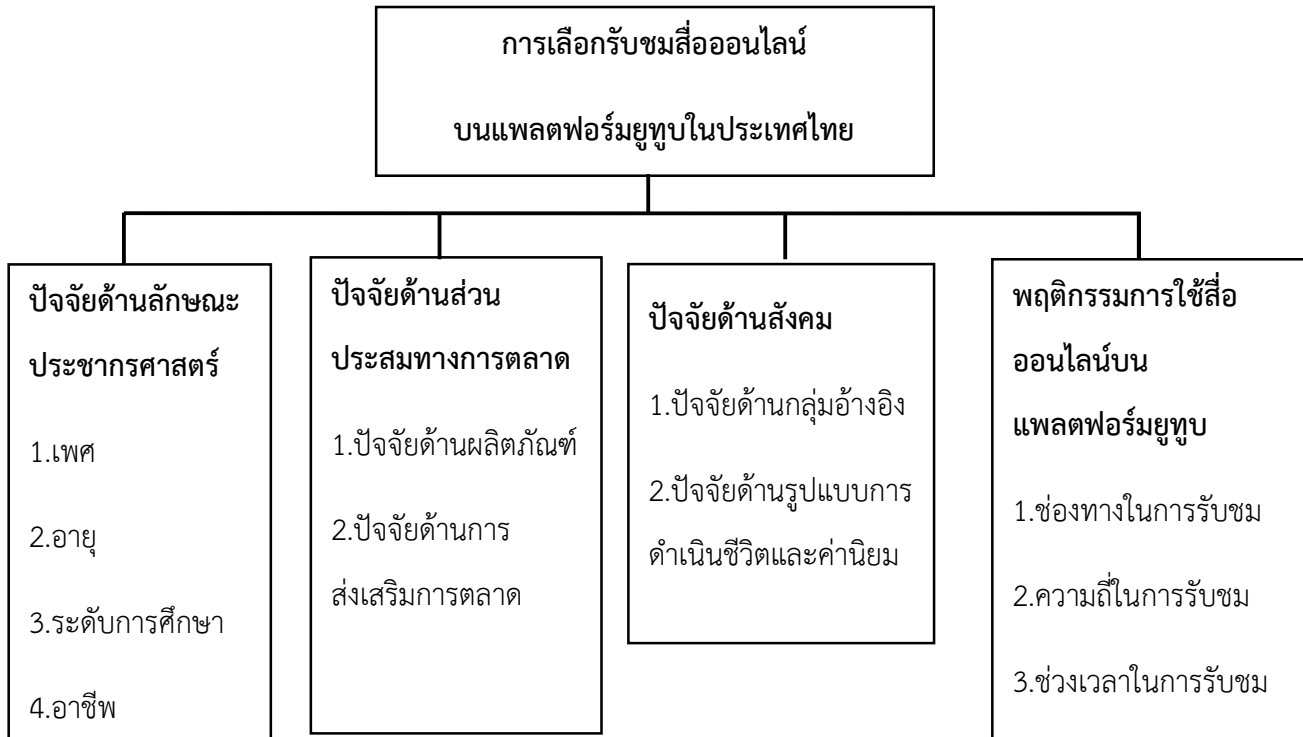 การเลือกรับชมสื่อออนไลน์
บนแพลตฟอร์มยูทูบในประเทศไทย
ปัจจัยด้านลักษณะ
ประชากรศาสตร์
1.เพศ
2.อายุ
3.ระดับการศึกษา
4.อาชีพ
ปัจจัยด้านส่วน
ประสมทางการตลาด
1.ปัจจัยด้านผลิตภัณฑ์
2.ปัจจัยด้านการ
ส่งเสริมการตลาด
ปัจจัยด้านสังคม
1.ปัจจัยด้านกลุ่มอ้างอิง
2.ปัจจัยด้านรูปแบบการ
ดำเนินชีวิตและค่านิยม
พฤติกรรมการใช้สื่อ
ออนไลน์บน
แพลตฟอร์มยูทูบ
1.ช่องทางในการรับชม
2.ความถี่ในการรับชม
3.ช่วงเวลาในการรับชม